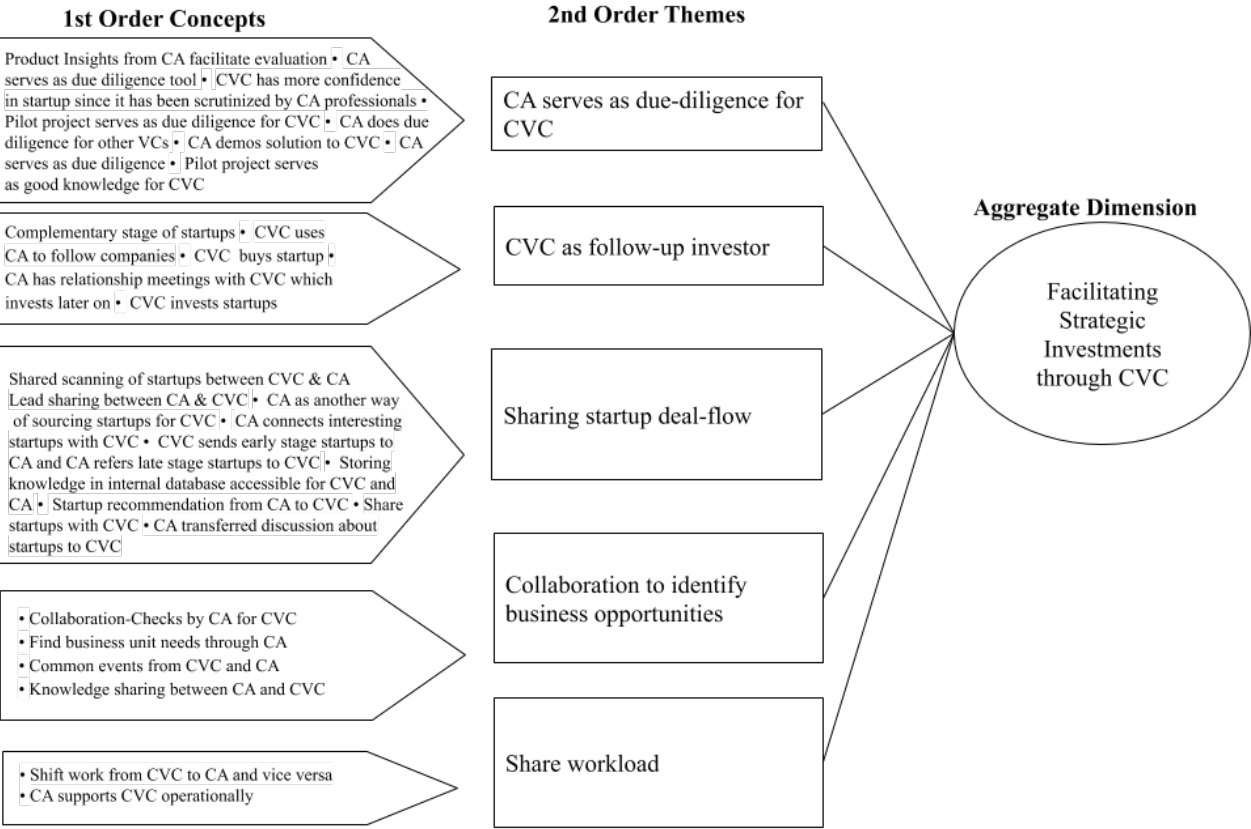 1st Order Concepts
2nd Order Themes
Product Insights from CA facilitate evaluation • CA
serves as due diligence tool • CVC has more confidence
in startup since it has been scrutinized by CA professionals •
Pilot project serves as due diligence for CVC • CA does due
diligence for other VCs • CA demos solution to CVC • CA
serves as due diligence • Pilot project serves
as good knowledge for CVC
CA serves as due-diligence for
CVC
Complementary stage of startups • CVC uses
CA to follow companies • CVC buys startup •
CA has relationship meetings with CVC which
invests later on • CVC invests startups
CVC as follow-up investor
Aggregate Dimension
Facilitating
Strategic
Investments
through CVC
Shared scanning of startups between CVC & CA
Lead sharing between CA & CVC • CA as another way
of sourcing startups for CVC • CA connects interesting
startups with CVC • CVC sends early stage startups to
CA and CA refers late stage startups to CVC • Storing
knowledge in internal database accessible for CVC and
CA • Startup recommendation from CA to CVC • Share
startups with CVC • CA transferred discussion about
startups to CVC
Sharing startup deal-flow
• Collaboration-Checks by CA for CVC
• Find business unit needs through CA
• Common events from CVC and CA
• Knowledge sharing between CA and CVC
Collaboration to identify
business opportunities
• Shift work from CVC to CA and vice versa
• CA supports CVC operationally
Share workload